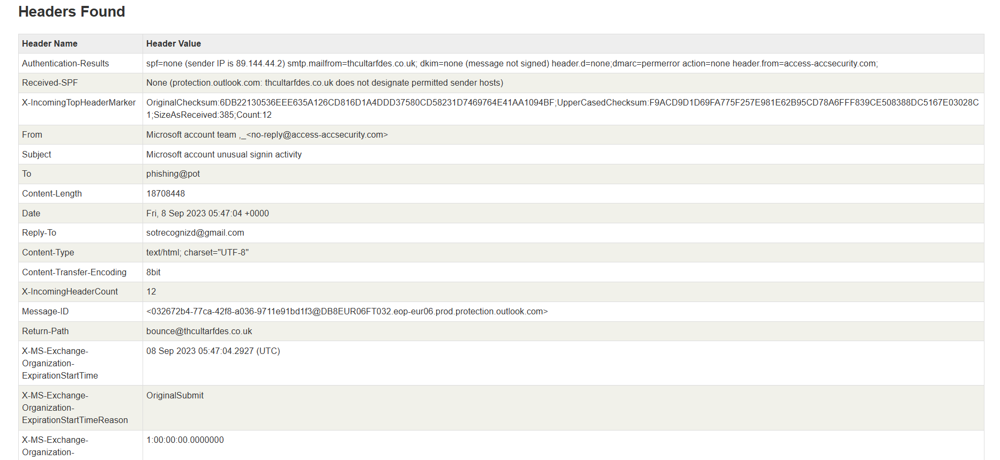 Headers Found
Header Name Header Value
Authentication-Results spf=none (sender IP is 89.144.44.2) smtp.mailfrom=thcultarfdes.co.uk; dkim=none (message not signed) header.d=none;dmarc=permerror action=none header.from=access-accsecurity.com;
Received-SPF None (protection.outlook.com: thcultarfdes.co.uk does not designate permitted sender hosts)
X-IncomingTopHeaderMarker OriginalChecksum:6DB22130536EEE635A126CD816D1A4DDD37580CD58231D7469764E41AA1094BF;UpperCasedChecksum:F9ACD9D1D69FA775F257E981E62B95CD78A6FFF839CE508388DC5167E03028C
1;SizeAsReceived:385;Count:12
From Microsoft account team ,_<no-reply@access-accsecurity.com>
Subject Microsoft account unusual signin activity
To phishing@pot
Content-Length 18708448
Date Fri, 8 Sep 2023 05:47:04 +0000
Reply-To sotrecognizd@gmail.com
Content-Type text/html; charset="UTF-8"
Content-Transfer-Encoding 8bit
X-IncomingHeaderCount 12
Message-ID <032672b4-77ca-42f8-a036-9711e91bd1f3@DB8EUR06FT032.eop-eur06.prod.protection.outlook.com>
Return-Path bounce@thcultarfdes.co.uk
X-MS-Exchange- 08 Sep 2023 05:47:04.2927 (UTC)
Organization-
ExpirationStartTime
X-MS-Exchange- OriginalSubmit
Organization-
ExpirationStartTimeReason
X-MS-Exchange- 1:00:00:00.0000000
Organization-